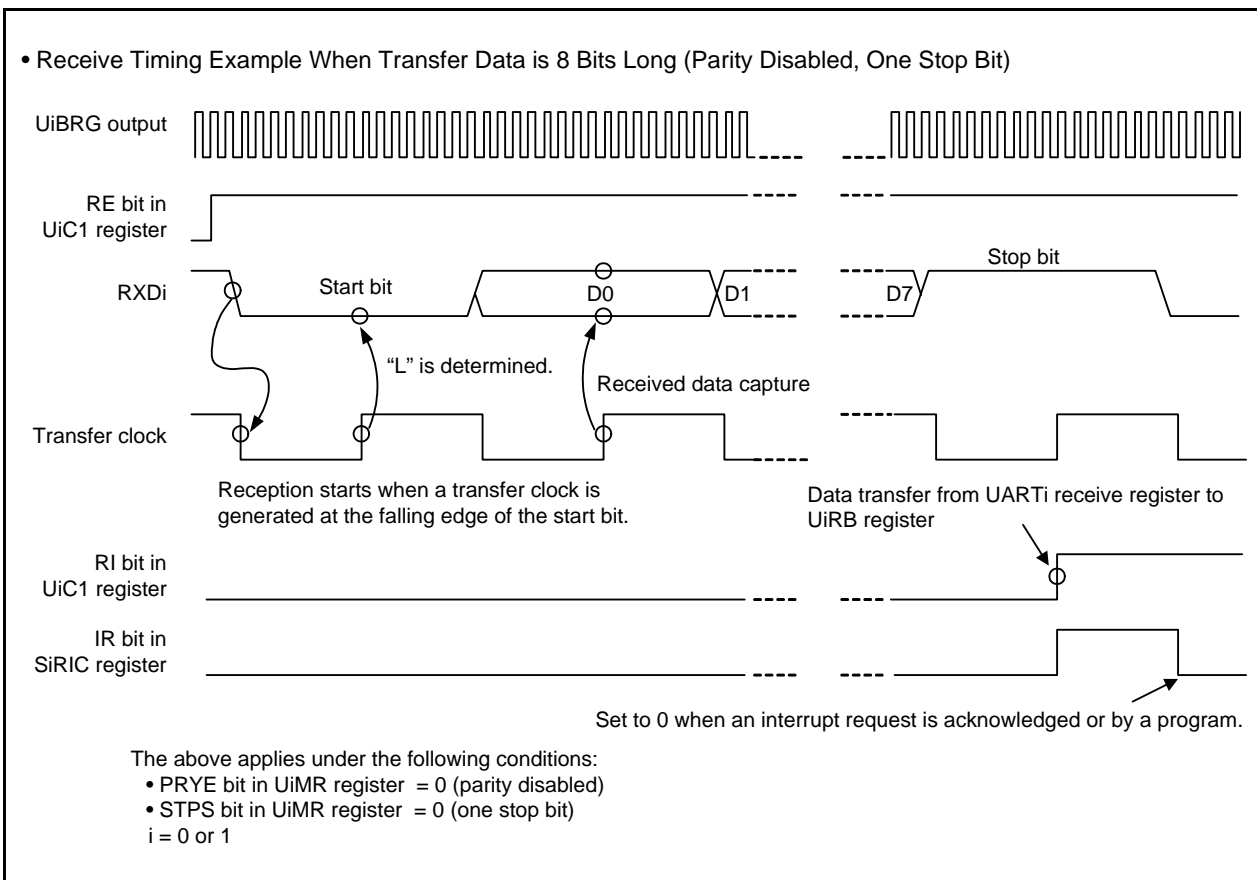 • Receive Timing Example When Transfer Data is 8 Bits Long (Parity Disabled, One Stop Bit)
UiBRG output
RE bit in
UiC1 register
RXDi
Start bit
D0
D1
D7
Stop bit
“L” is determined.
Received data capture
Transfer clock
Reception starts when a transfer clock is
generated at the falling edge of the start bit.
Data transfer from UARTi receive register to
UiRB register
RI bit in
UiC1 register
IR bit in
SiRIC register
Set to 0 when an interrupt request is acknowledged or by a program.
The above applies under the following conditions:
• PRYE bit in UiMR register = 0 (parity disabled)
• STPS bit in UiMR register = 0 (one stop bit)
i = 0 or 1